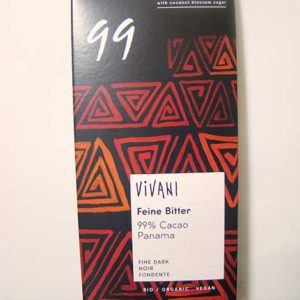 with coconut blossom sugar
99
ViVANI
Feine Bitter
99% Cacao
Panama
FINE DARK
NOIR
FONDENTE
BIO / ORGANIC · VEGAN